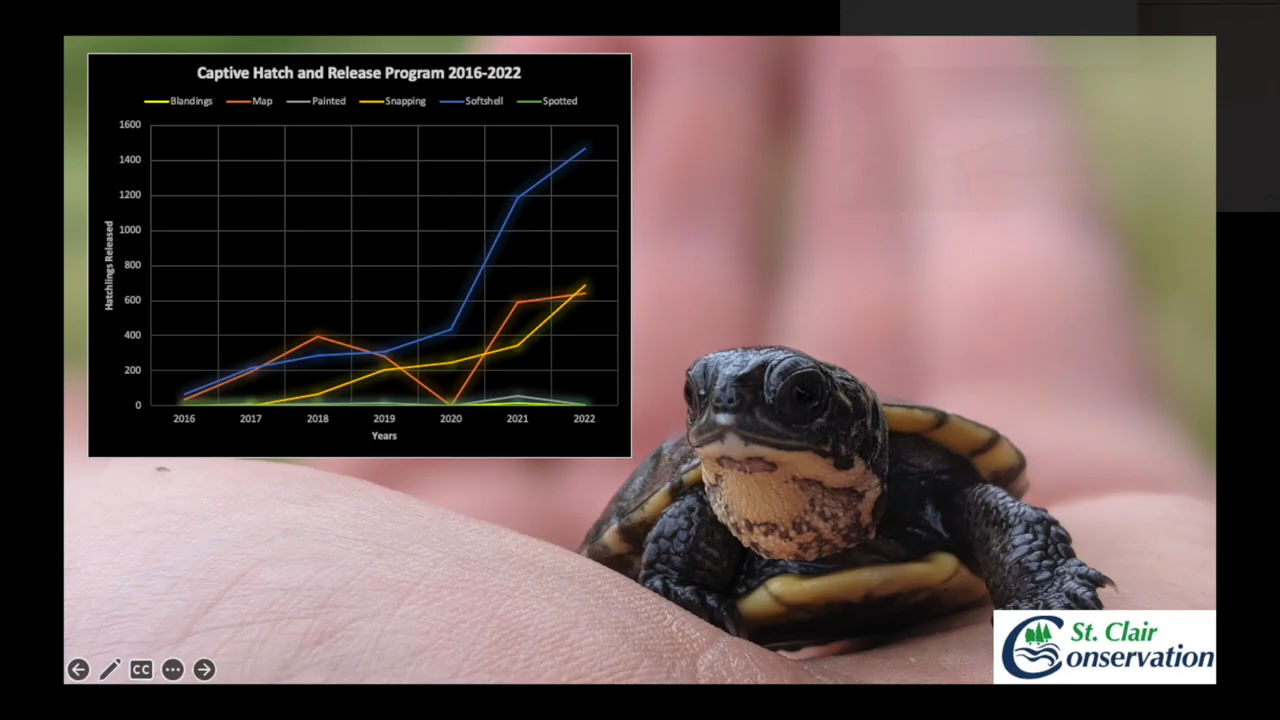 Captive Hatch and Release Program 2016-2022
Blandings Map Painted Snapping Softshell Spotted
1600
1400
1200
1000
800
600
400
200
0
Hatchlings Released
2016 2017 2018 2019 2020 2021 2022
Years
St. Clair
Conservation
CC